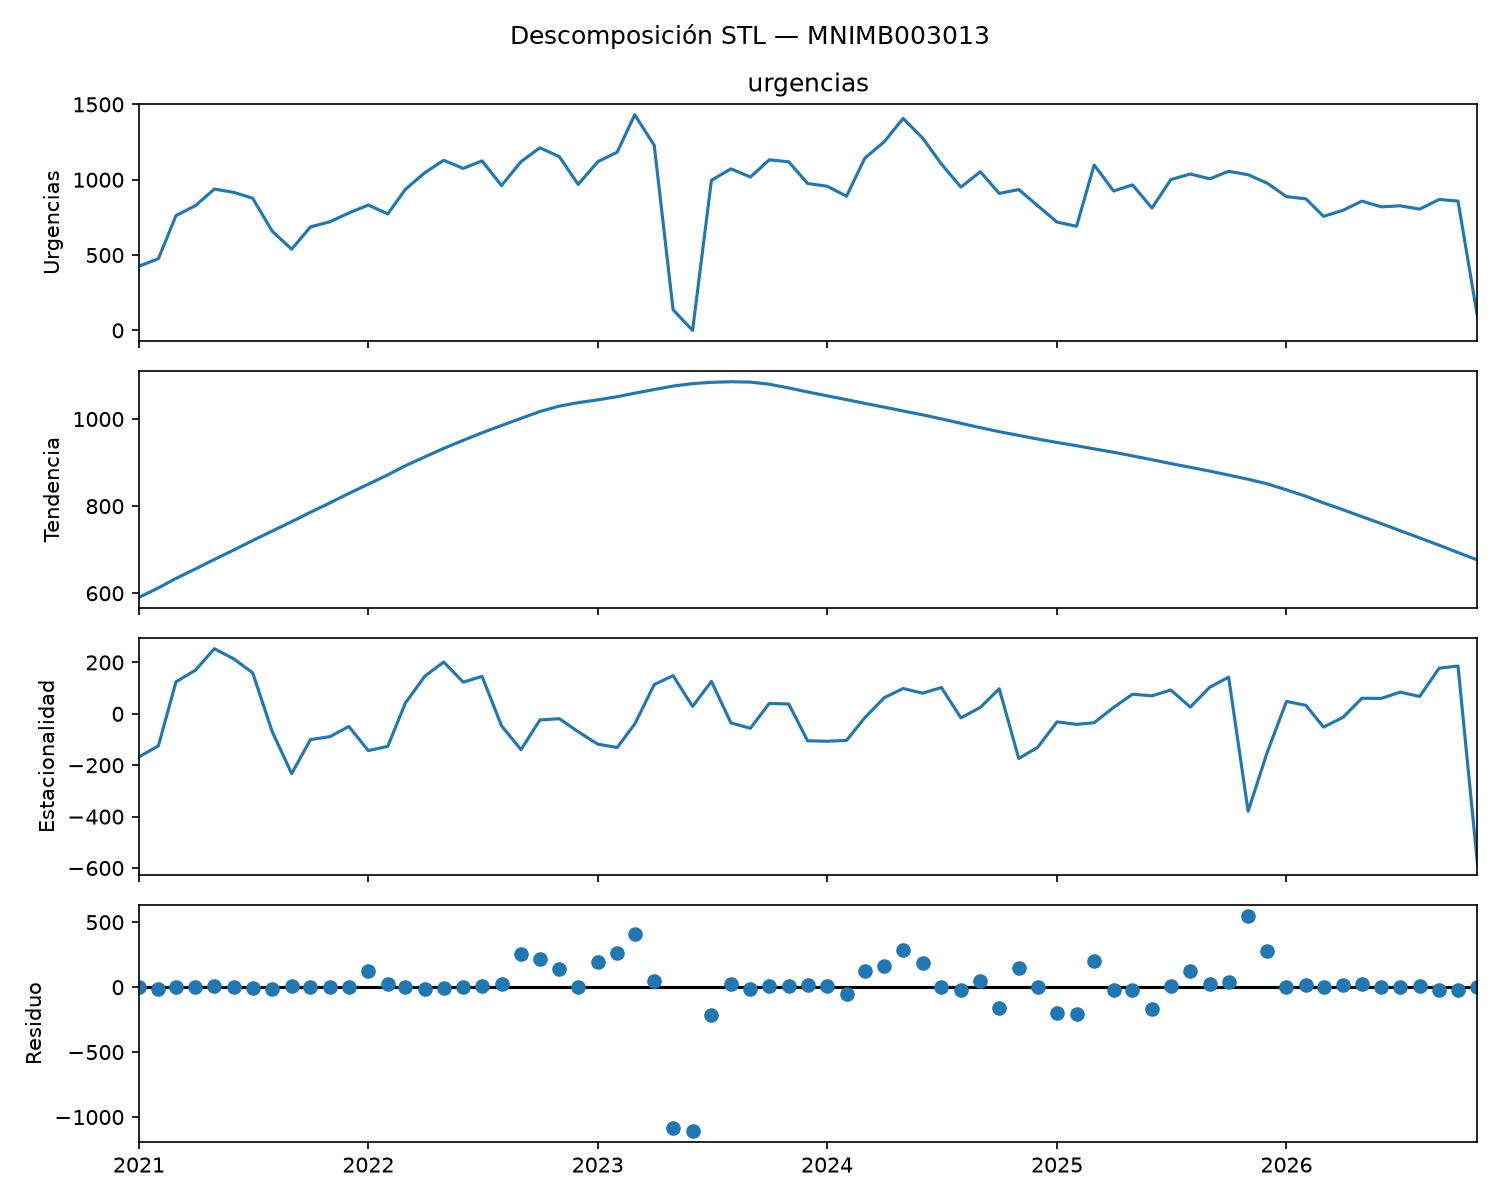 Descomposición STL — MNIMB003013
urgencias
Urgencias
1500
1000
500
0
Tendencia
1000
800
600
Estacionalidad
200
0
−200
−400
−600
Residuo
500
0
−500
−1000
2021 2022 2023 2024 2025 2026